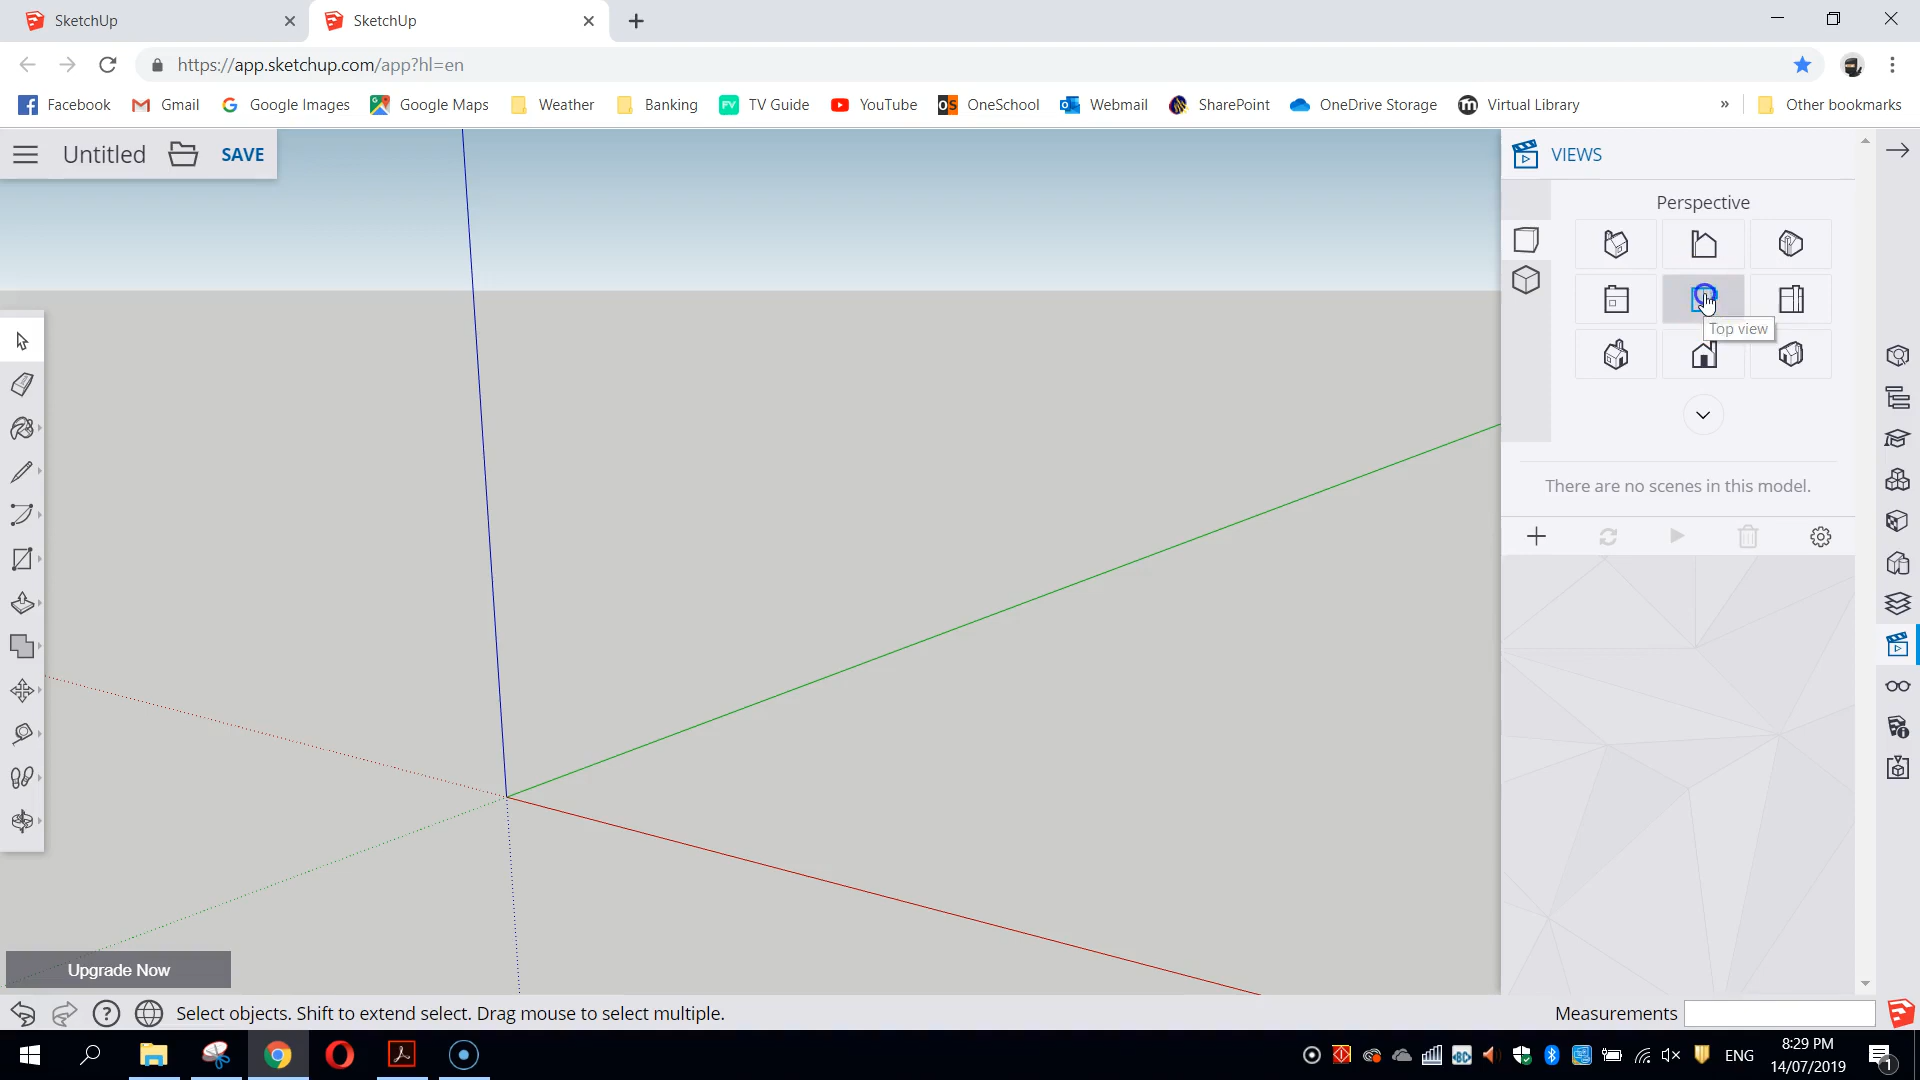 SketchUp
SketchUp
https://app.sketchup.com/app?hl=en
Facebook
Gmail
Google Images
Google Maps
Weather
Banking
TV Guide
YouTube
OneSchool
Webmail
SharePoint
OneDrive Storage
Virtual Library
»
Other bookmarks
Untitled
SAVE
VIEWS
Perspective
Top view
There are no scenes in this model.
Upgrade Now
Select objects. Shift to extend select. Drag mouse to select multiple.
Measurements
ENG
8:29 PM
14/07/2019
1